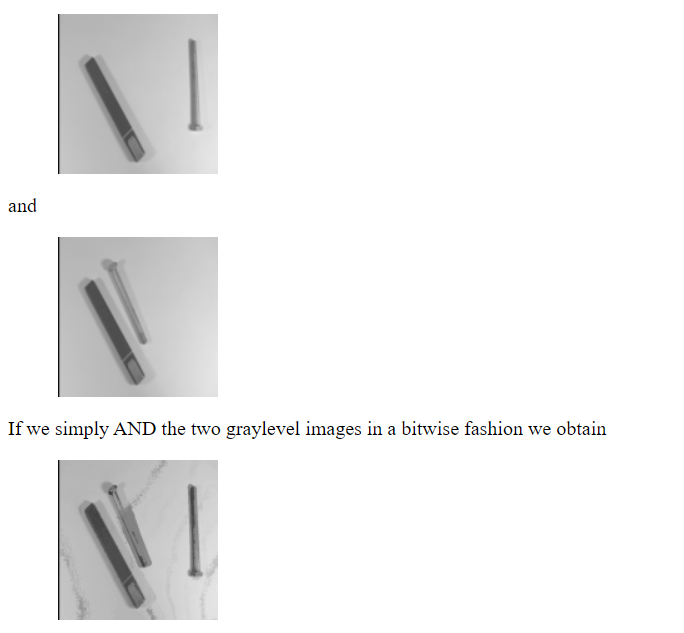 and
If we simply AND the two graylevel images in a bitwise fashion we obtain